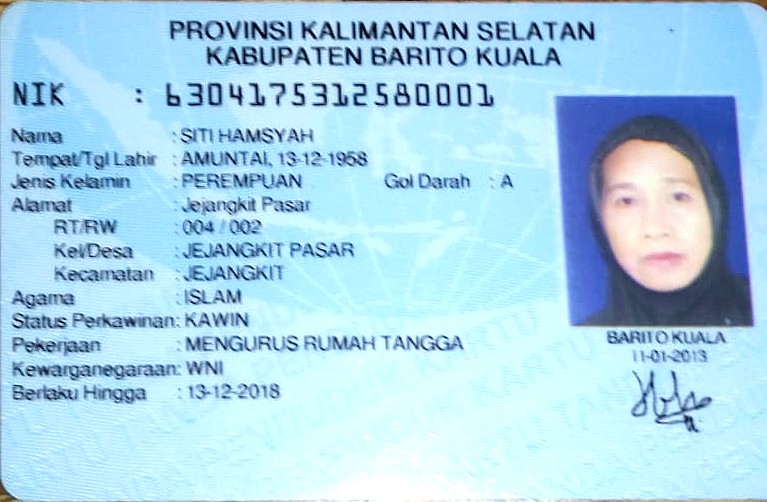 PROVINSI KALIMANTAN SELATAN
KABUPATEN BARITO KUALA
NIK : 6304175312580001
Nama : SITI HAMSYAH
Tempat/Tgl Lahir : AMUNTAI, 13-12-1958
Jenis Kelamin : PEREMPUAN Gol Darah : A
Alamat : Jejangkit Pasar
RT/RW : 004 / 002
Kel/Desa : JEJANGKIT PASAR
Kecamatan : JEJANGKIT
Agama : ISLAM
Status Perkawinan: KAWIN
Pekerjaan : MENGURUS RUMAH TANGGA
Kewarganegaraan: WNI
Berlaku Hingga : 13-12-2018
BARITO KUALA
11-01-2013